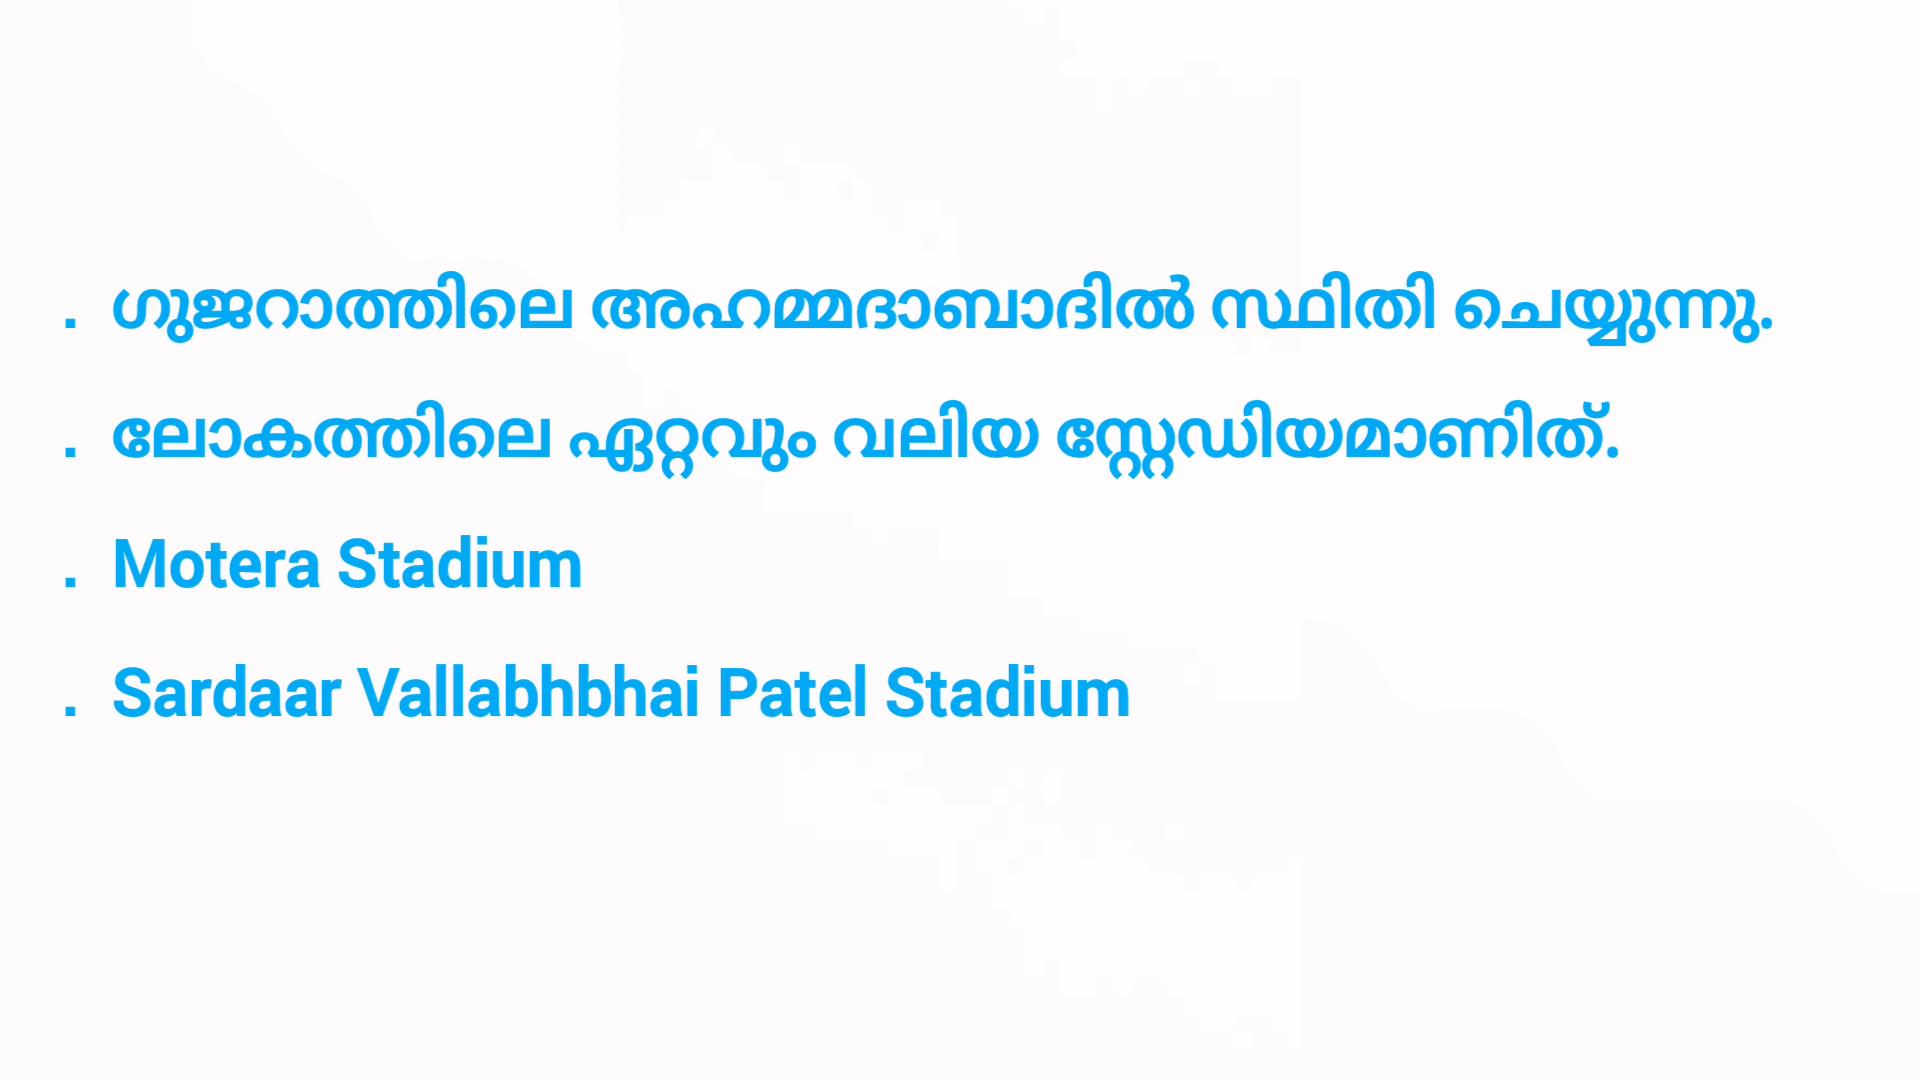 . ഗുജറാത്തിലെ അഹമ്മദാബാദിൽ സ്ഥിതി ചെയ്യുന്നു.
. ലോകത്തിലെ ഏറ്റവും വലിയ സ്റ്റേഡിയമാണിത്.
. Motera Stadium
. Sardaar Vallabhbhai Patel Stadium